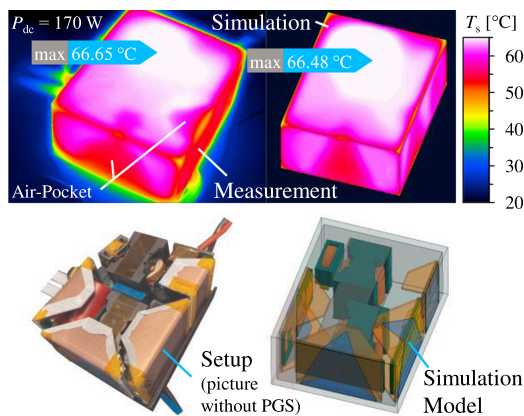 P_dc = 170 W
Simulation
T_s [°C]
max 66.65 °C
max 66.48 °C
60
50
40
30
20
Air-Pocket
Measurement
Setup
(picture
without PGS)
Simulation
Model